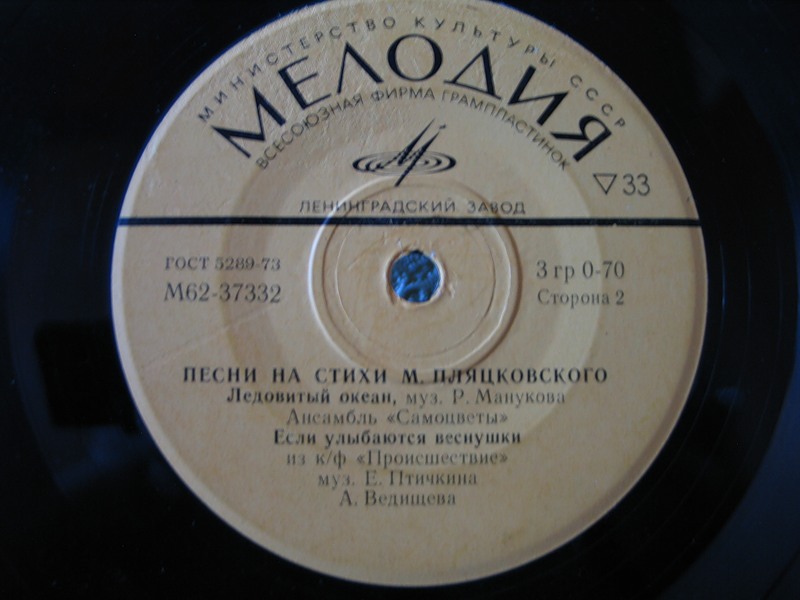 МИНИСТЕРСТВО КУЛЬТУРЫ СССР
МЕЛОДИЯ
ВСЕСОЮЗНАЯ ФИРМА ГРАМПЛАСТИНОК
▽33
ЛЕНИНГРАДСКИЙ ЗАВОД
ГОСТ 5289-73
М62-37332
3 гр 0-70
Сторона 2
ПЕСНИ НА СТИХИ М. ПЛЯЦКОВСКОГО
Ледовитый океан, муз. Р. Манукова
Ансамбль «Самоцветы»
Если улыбаются веснушки
из к/ф «Происшествие»
муз. Е. Птичкина
А. Ведищева